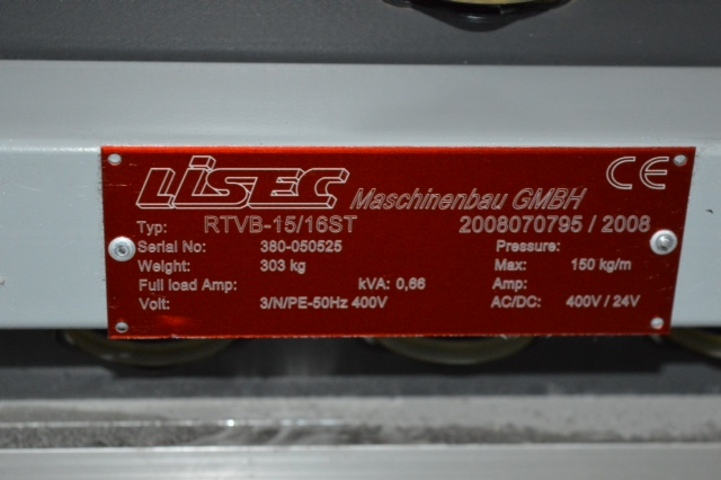 LiSEC Maschinenbau GMBH CE
Typ: RTVB-15/16ST 2008070795 / 2008
Serial No: 380-050525 Pressure:
Weight: 303 kg Max: 150 kg/m
Full load Amp: kVA: 0,66 Amp:
Volt: 3/N/PE-50Hz 400V AC/DC: 400V / 24V